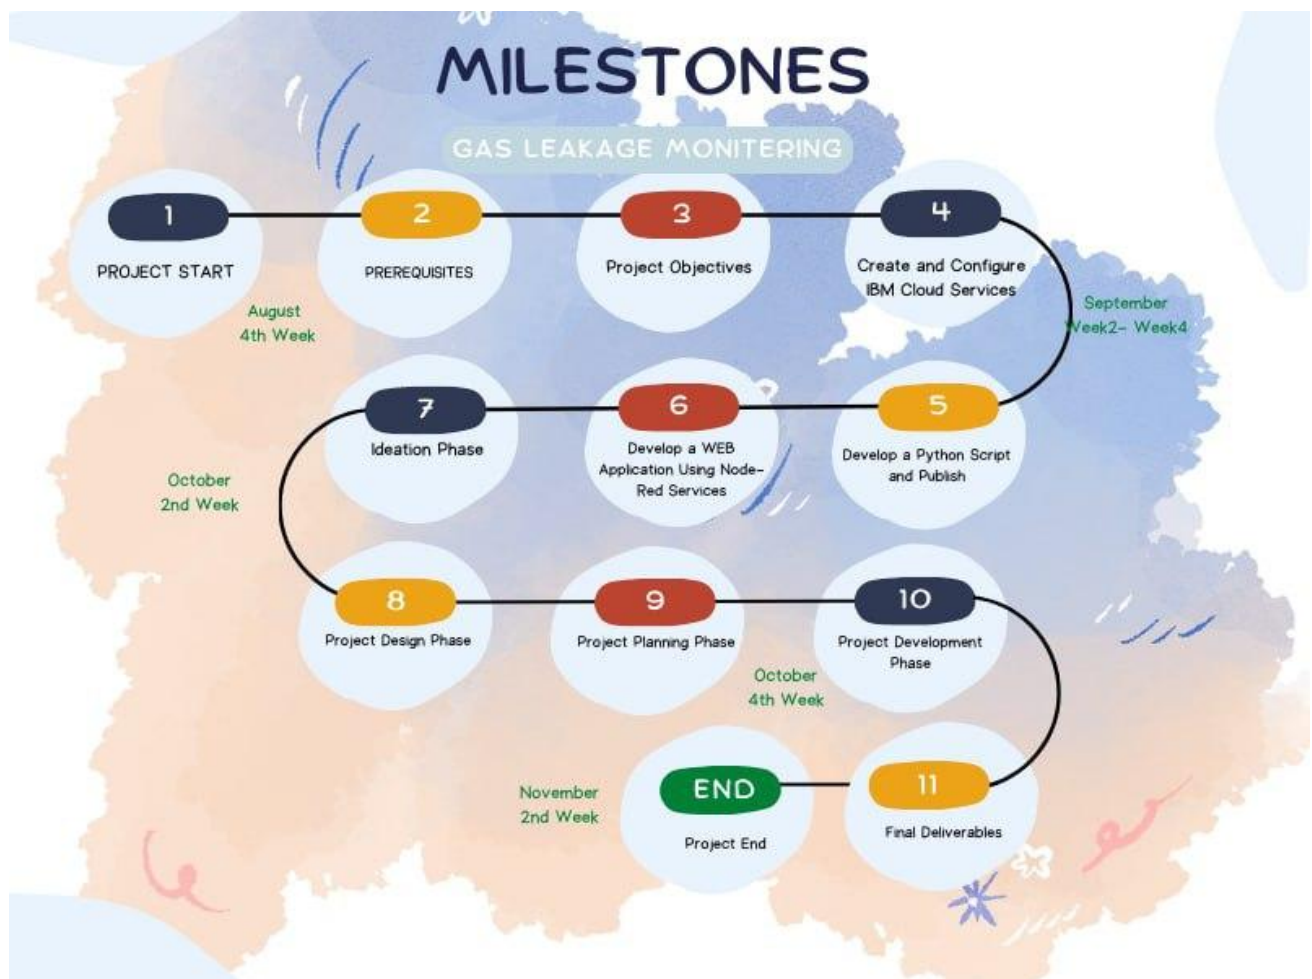 MILESTONES
GAS LEAKAGE MONITERING
1
PROJECT START
2
PREREQUISITES
3
Project Objectives
4
Create and Configure
IBM Cloud Services
August
4th Week
September
Week2- Week4
5
Develop a Python Script
and Publish
6
Develop a WEB
Application Using Node-
Red Services
7
Ideation Phase
October
2nd Week
8
Project Design Phase
9
Project Planning Phase
10
Project Development
Phase
October
4th Week
11
Final Deliverables
END
Project End
November
2nd Week